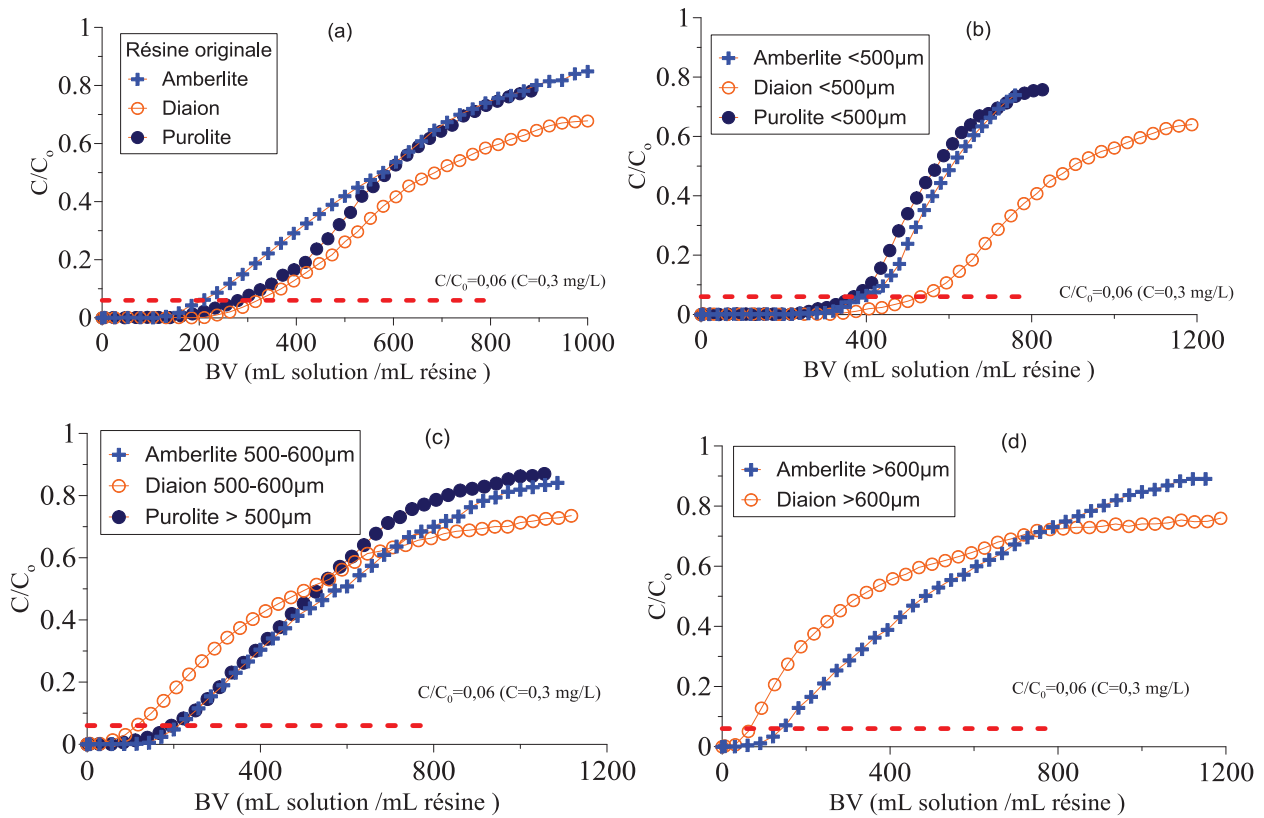 (a)
Résine originale
Amberlite
Diaion
Purolite
C/Co
1
0.8
0.6
0.4
0.2
0
C/C0=0,06 (C=0,3 mg/L)
0 200 400 600 800 1000
BV (mL solution /mL résine )
(b)
Amberlite <500µm
Diaion <500µm
Purolite <500µm
C/Co
1
0.8
0.6
0.4
0.2
0
C/C0=0,06 (C=0,3 mg/L)
0 400 800 1200
BV (mL solution /mL résine )
(c)
Amberlite 500-600µm
Diaion 500-600µm
Purolite > 500µm
C/Co
1
0.8
0.6
0.4
0.2
0
C/C0=0,06 (C=0,3 mg/L)
0 400 800 1200
BV (mL solution /mL résine )
(d)
Amberlite >600µm
Diaion >600µm
C/Co
1
0.8
0.6
0.4
0.2
0
C/C0=0,06 (C=0,3 mg/L)
0 400 800 1200
BV (mL solution /mL résine )